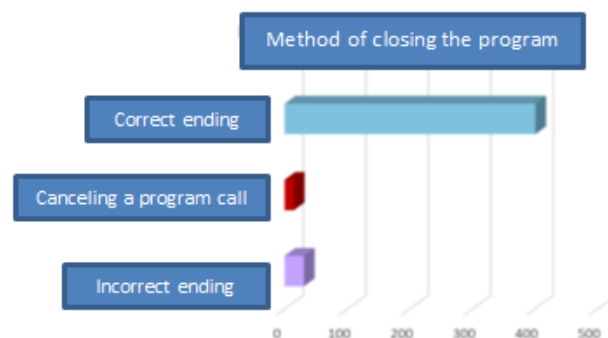 Method of closing the program
Correct ending
Canceling a program call
Incorrect ending
0 100 200 300 400 500